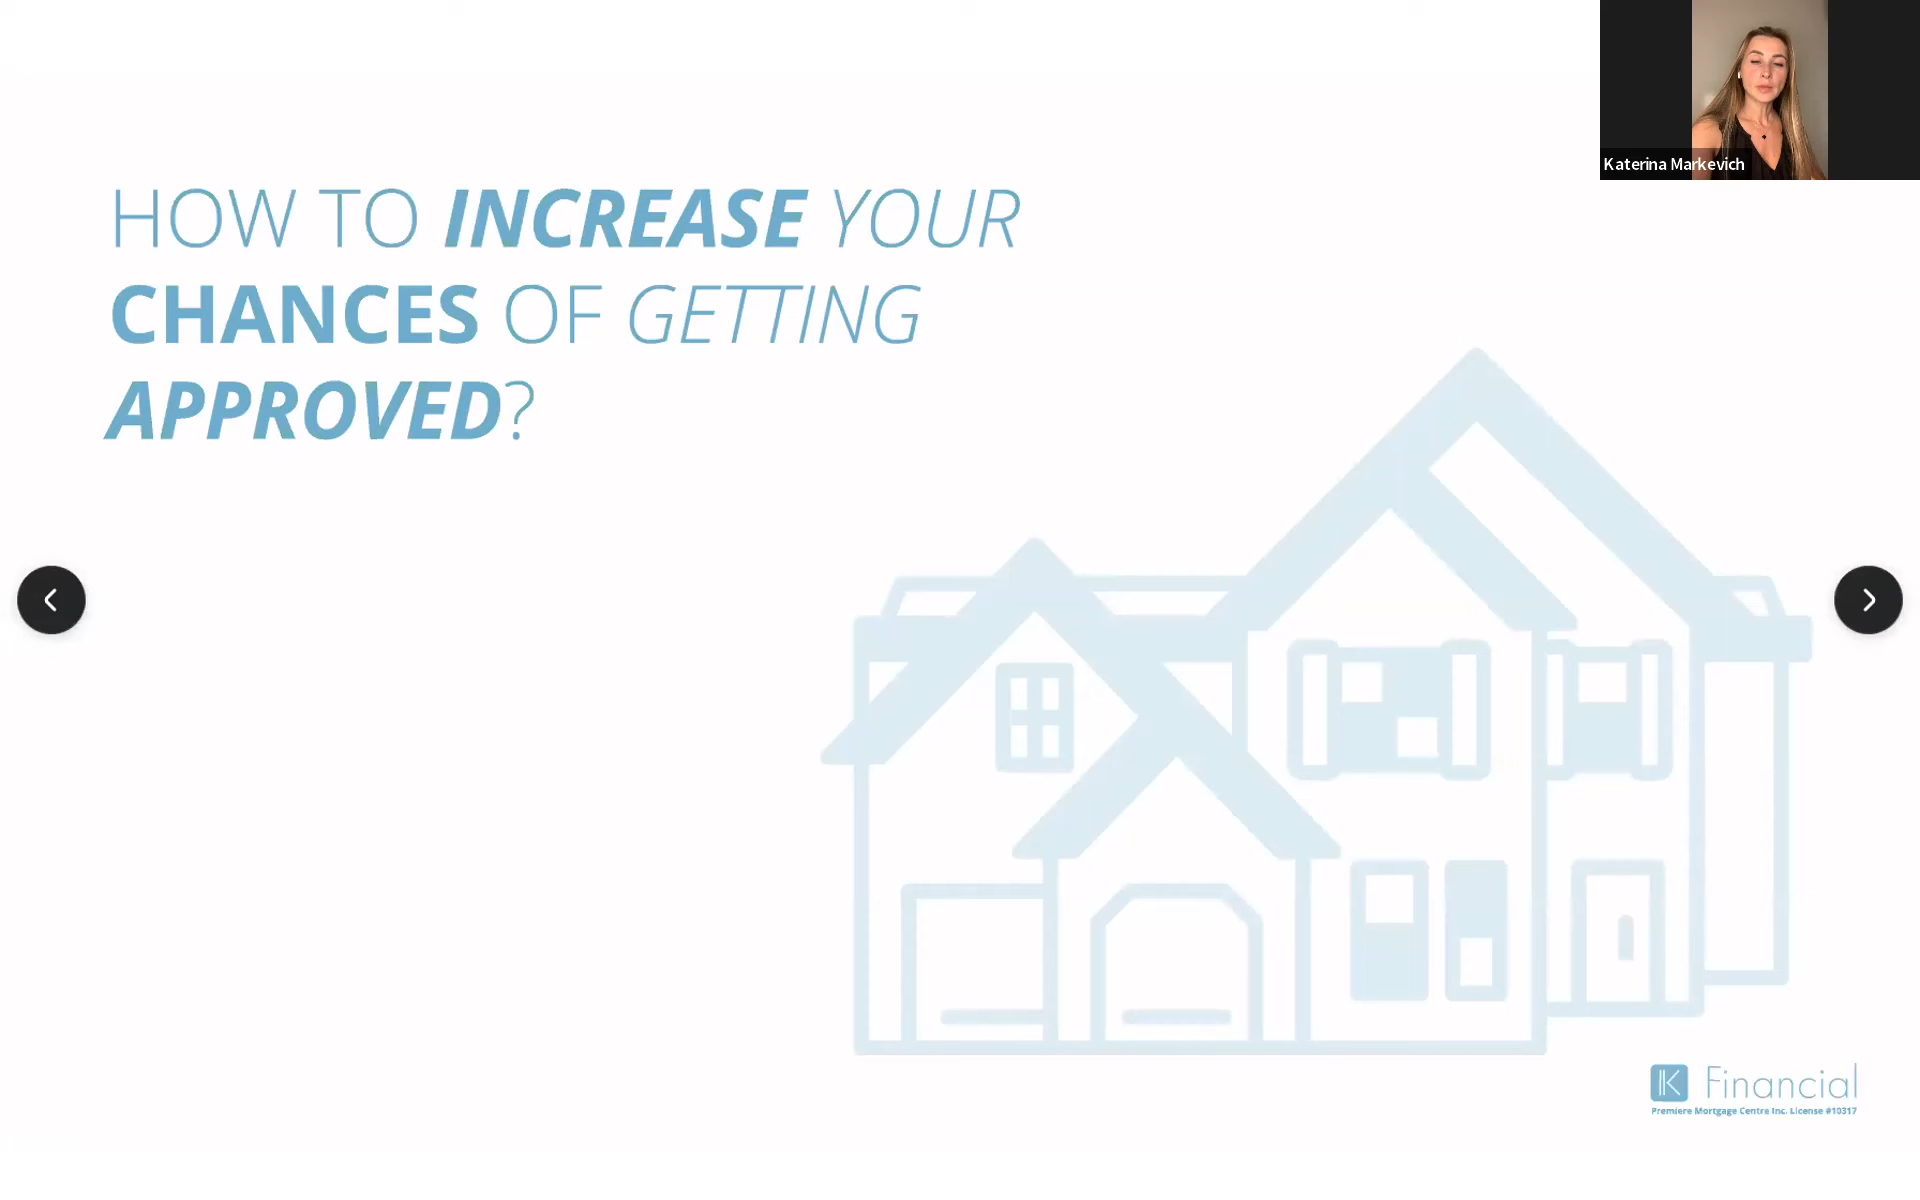 Katerina Markevich
HOW TO INCREASE YOUR
CHANCES OF GETTING
APPROVED?
K Financial
Premiere Mortgage Centre Inc. License #10317